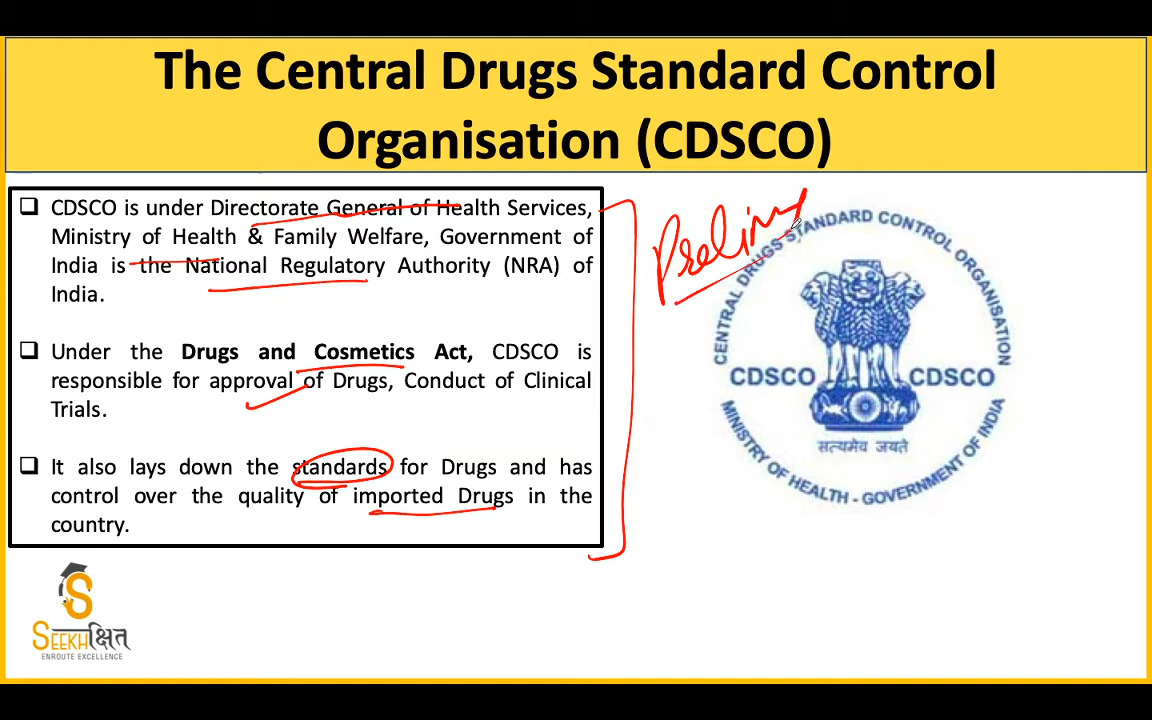 The Central Drugs Standard Control
Organisation (CDSCO)
CDSCO is under Directorate General of Health Services,
Ministry of Health & Family Welfare, Government of
India is the National Regulatory Authority (NRA) of
India.
Under the Drugs and Cosmetics Act, CDSCO is
responsible for approval of Drugs, Conduct of Clinical
Trials.
It also lays down the standards for Drugs and has
control over the quality of imported Drugs in the
country.
Prelims
CENTRAL DRUGS STANDARD CONTROL ORGANISATION
CDSCO CDSCO
सत्यमेव जयते
MINISTRY OF HEALTH - GOVERNMENT OF INDIA
SEEKHक्षित
ENROUTE EXCELLENCE